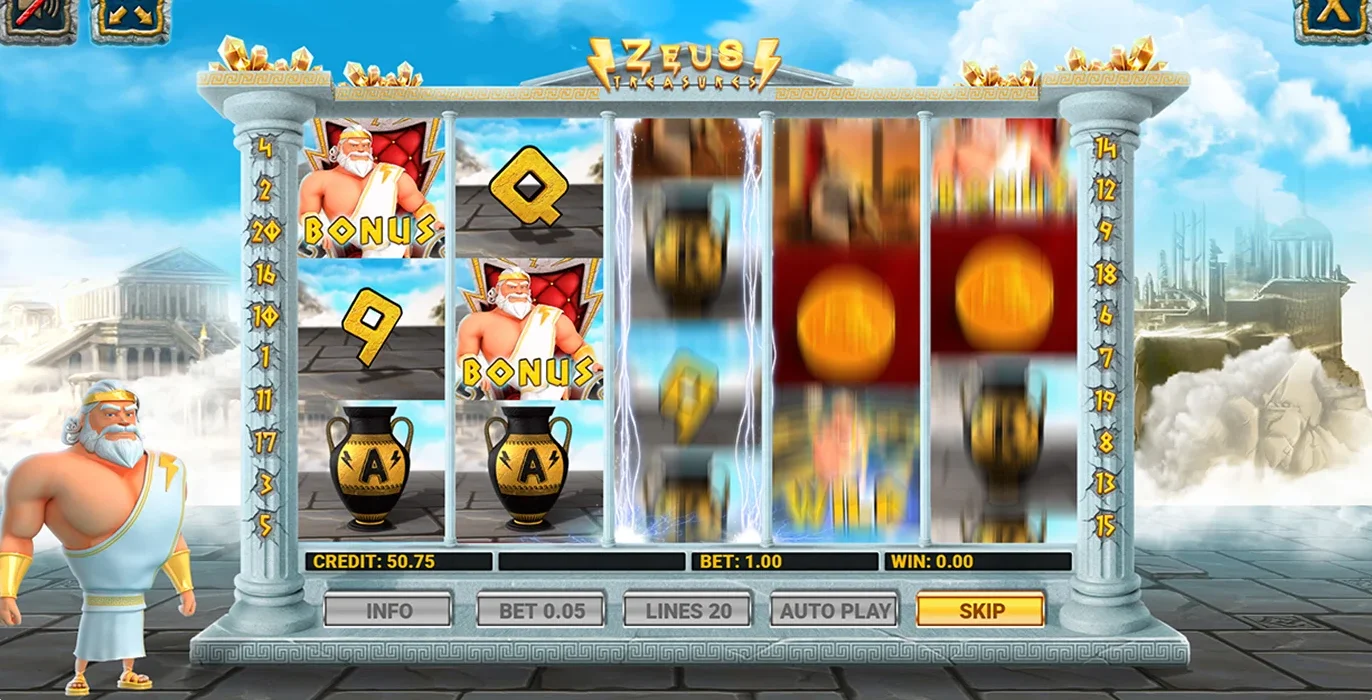 X
ZEUS
TREASURES
4
2
20
16
10
1
11
17
3
5
BONUS
Q
9
BONUS
A
A
9
WILD
14
12
9
18
6
7
19
8
13
15
CREDIT: 50.75
BET: 1.00
WIN: 0.00
INFO
BET 0.05
LINES 20
AUTO PLAY
SKIP